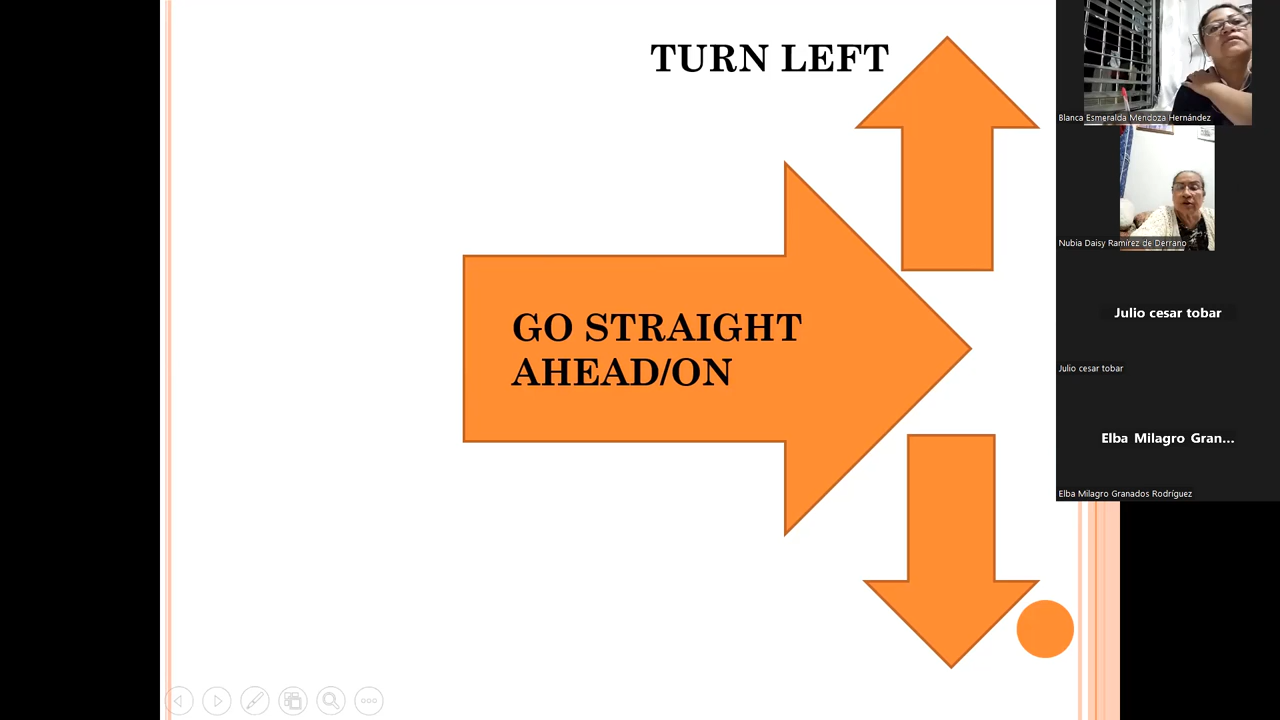 TURN LEFT
GO STRAIGHT
AHEAD/ON
Blanca Esmeralda Mendoza Hernández
Nubia Daisy Ramírez de Derrano
Julio cesar tobar
Julio cesar tobar
Elba Milagro Gran...
Elba Milagro Granados Rodríguez